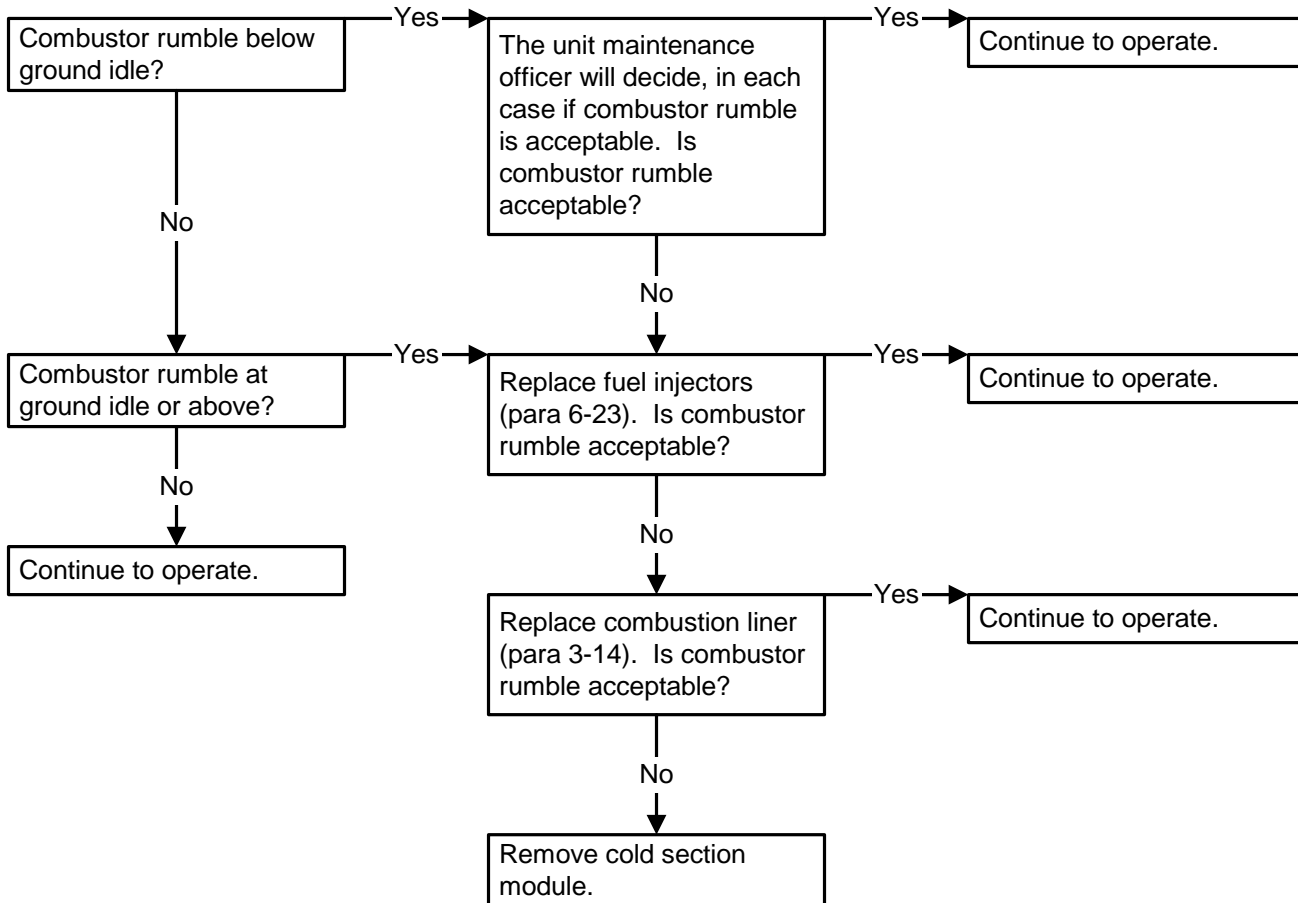 Combustor rumble below
ground idle?
Yes
The unit maintenance
officer will decide, in each
case if combustor rumble
is acceptable.  Is
combustor rumble
acceptable?
Yes
Continue to operate.
No
No
Combustor rumble at
ground idle or above?
Yes
Replace fuel injectors
(para 6-23).  Is combustor
rumble acceptable?
Yes
Continue to operate.
No
Continue to operate.
No
Replace combustion liner
(para 3-14).  Is combustor
rumble acceptable?
Yes
Continue to operate.
No
Remove cold section
module.